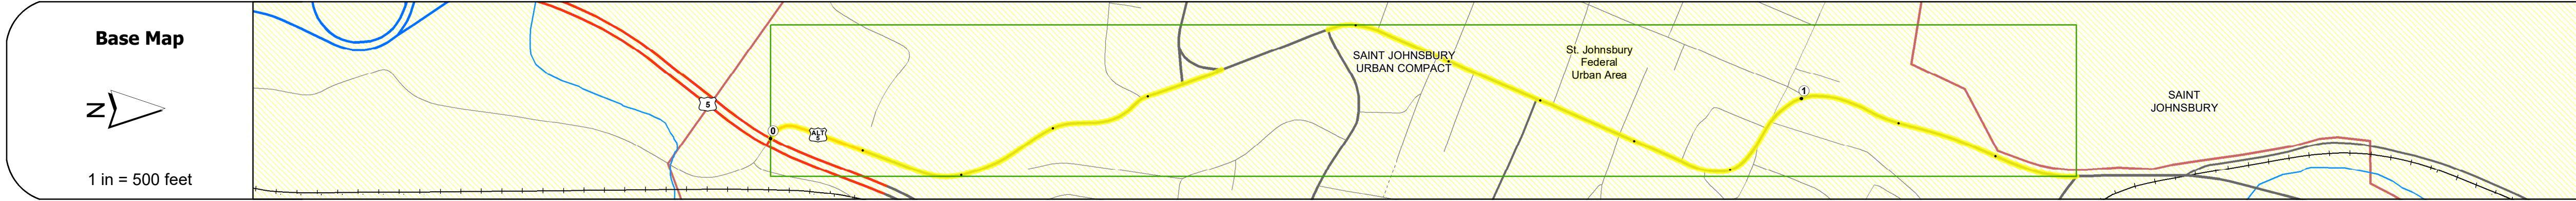 Base Map
N
1 in = 500 feet
5
0
ALT
5
SAINT JOHNSBURY
URBAN COMPACT
St. Johnsbury
Federal
Urban Area
1
SAINT
JOHNSBURY